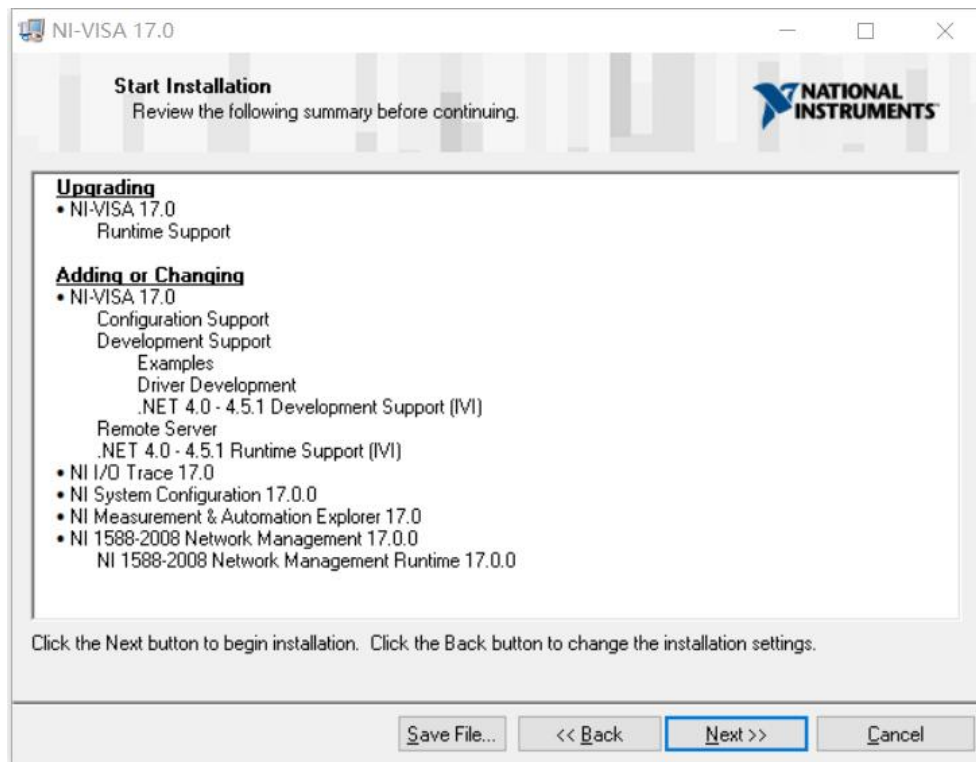 NI-VISA 17.0
Start Installation
Review the following summary before continuing.
NATIONAL
INSTRUMENTS™
Upgrading
• NI-VISA 17.0
Runtime Support
Adding or Changing
• NI-VISA 17.0
Configuration Support
Development Support
Examples
Driver Development
.NET 4.0 - 4.5.1 Development Support (IVI)
Remote Server
.NET 4.0 - 4.5.1 Runtime Support (IVI)
• NI I/O Trace 17.0
• NI System Configuration 17.0.0
• NI Measurement & Automation Explorer 17.0
• NI 1588-2008 Network Management 17.0.0
NI 1588-2008 Network Management Runtime 17.0.0
Click the Next button to begin installation. Click the Back button to change the installation settings.
Save File...
<< Back
Next >>
Cancel